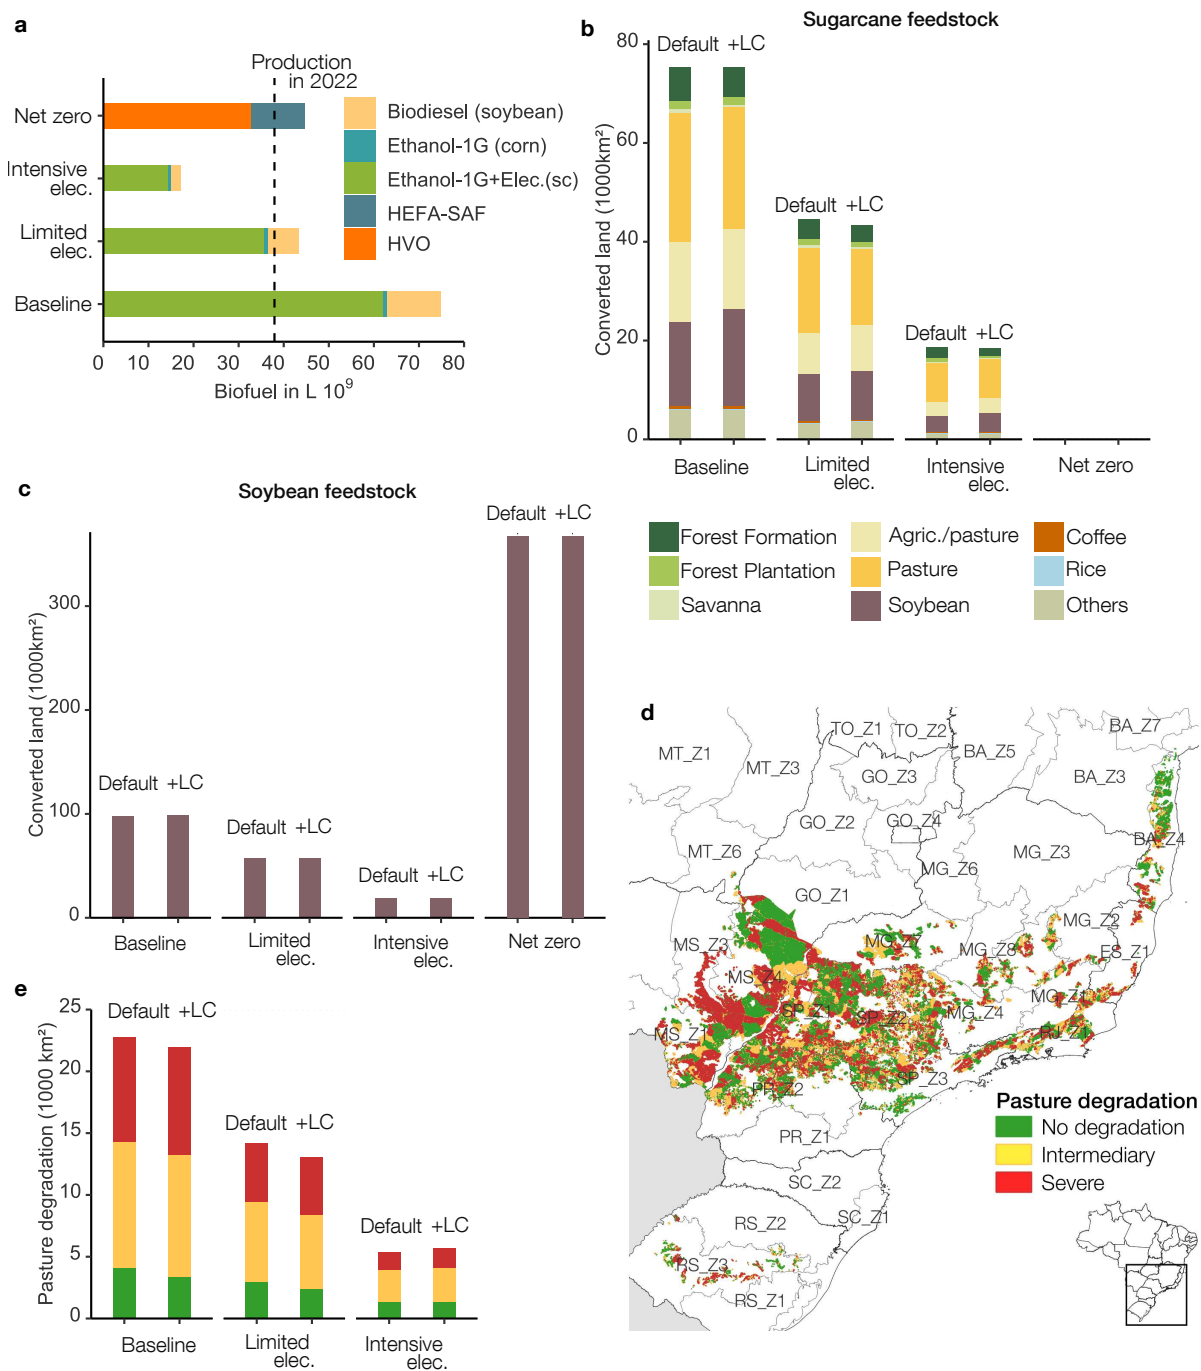 a
Production
in 2022
Net zero
Intensive
elec.
Limited
elec.
Baseline
Biodiesel (soybean)
Ethanol-1G (corn)
Ethanol-1G+Elec.(sc)
HEFA-SAF
HVO
0 10 20 30 40 50 60 70 80
Biofuel in L 10⁹
b
Sugarcane feedstock
Converted land (1000km²)
80
60
40
20
0
Default +LC
Default +LC
Default +LC
Baseline
Limited
elec.
Intensive
elec.
Net zero
Forest Formation
Forest Plantation
Savanna
Agric./pasture
Pasture
Soybean
Coffee
Rice
Others
c
Soybean feedstock
Converted land (1000km²)
300
200
100
0
Default +LC
Default +LC
Default +LC
Default +LC
Baseline
Limited
elec.
Intensive
elec.
Net zero
d
MT_Z1
MT_Z3
TO_Z1
TO_Z2
BA_Z7
BA_Z5
GO_Z3
BA_Z3
GO_Z2
GO_Z4
MT_Z6
MG_Z6
MG_Z3
BA_Z4
GO_Z1
MG_Z2
MS_Z3
MG_Z7
MG_Z8
ES_Z1
MS_Z4
SP_Z1
SP_Z2
MG_Z4
MG_Z1
MS_Z1
RJ_Z1
PR_Z2
SP_Z3
PR_Z1
SC_Z2
SC_Z1
RS_Z2
RS_Z3
RS_Z1
Pasture degradation
No degradation
Intermediary
Severe
e
Pasture degradation (1000 km²)
25
20
15
10
5
0
Default +LC
Default +LC
Default +LC
Baseline
Limited
elec.
Intensive
elec.